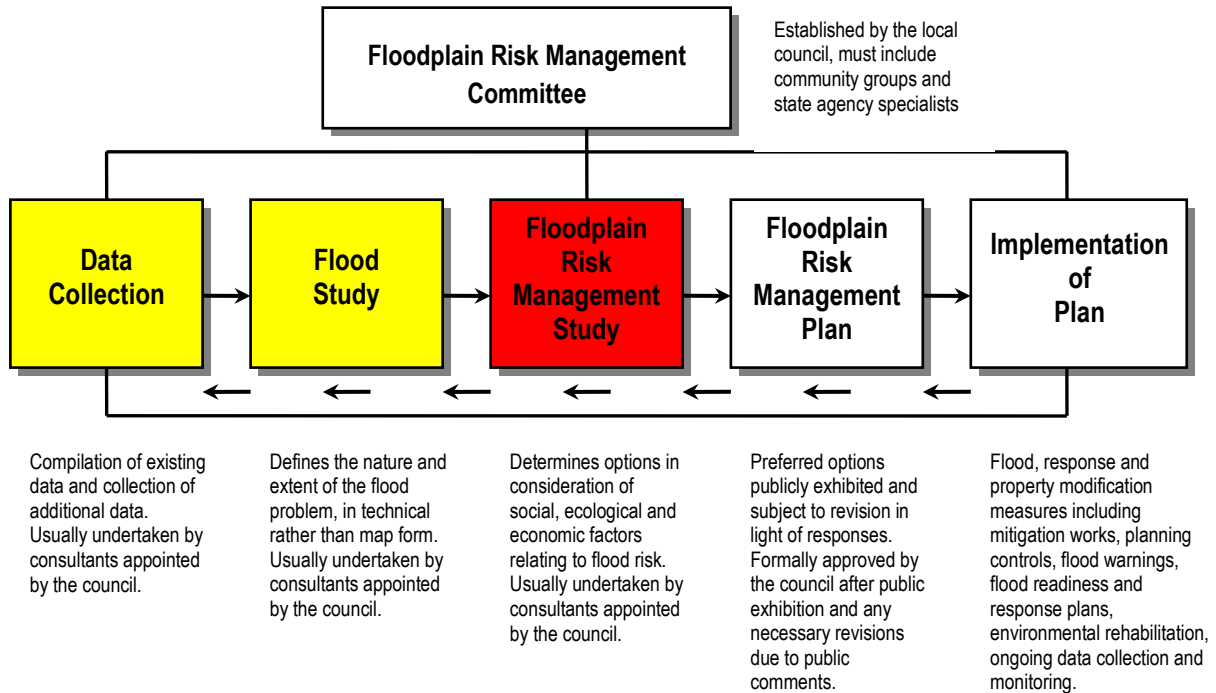 Floodplain Risk Management
Committee
Established by the local
council, must include
community groups and
state agency specialists
Data
Collection
Flood
Study
Floodplain
Risk
Management
Study
Floodplain
Risk
Management
Plan
Implementation
of
Plan
Compilation of existing
data and collection of
additional data.
Usually undertaken by
consultants appointed
by the council.
Defines the nature and
extent of the flood
problem, in technical
rather than map form.
Usually undertaken by
consultants appointed
by the council.
Determines options in
consideration of
social, ecological and
economic factors
relating to flood risk.
Usually undertaken by
consultants appointed
by the council.
Preferred options
publicly exhibited and
subject to revision in
light of responses.
Formally approved by
the council after public
exhibition and any
necessary revisions
due to public
comments.
Flood, response and
property modification
measures including
mitigation works, planning
controls, flood warnings,
flood readiness and
response plans,
environmental rehabilitation,
ongoing data collection and
monitoring.